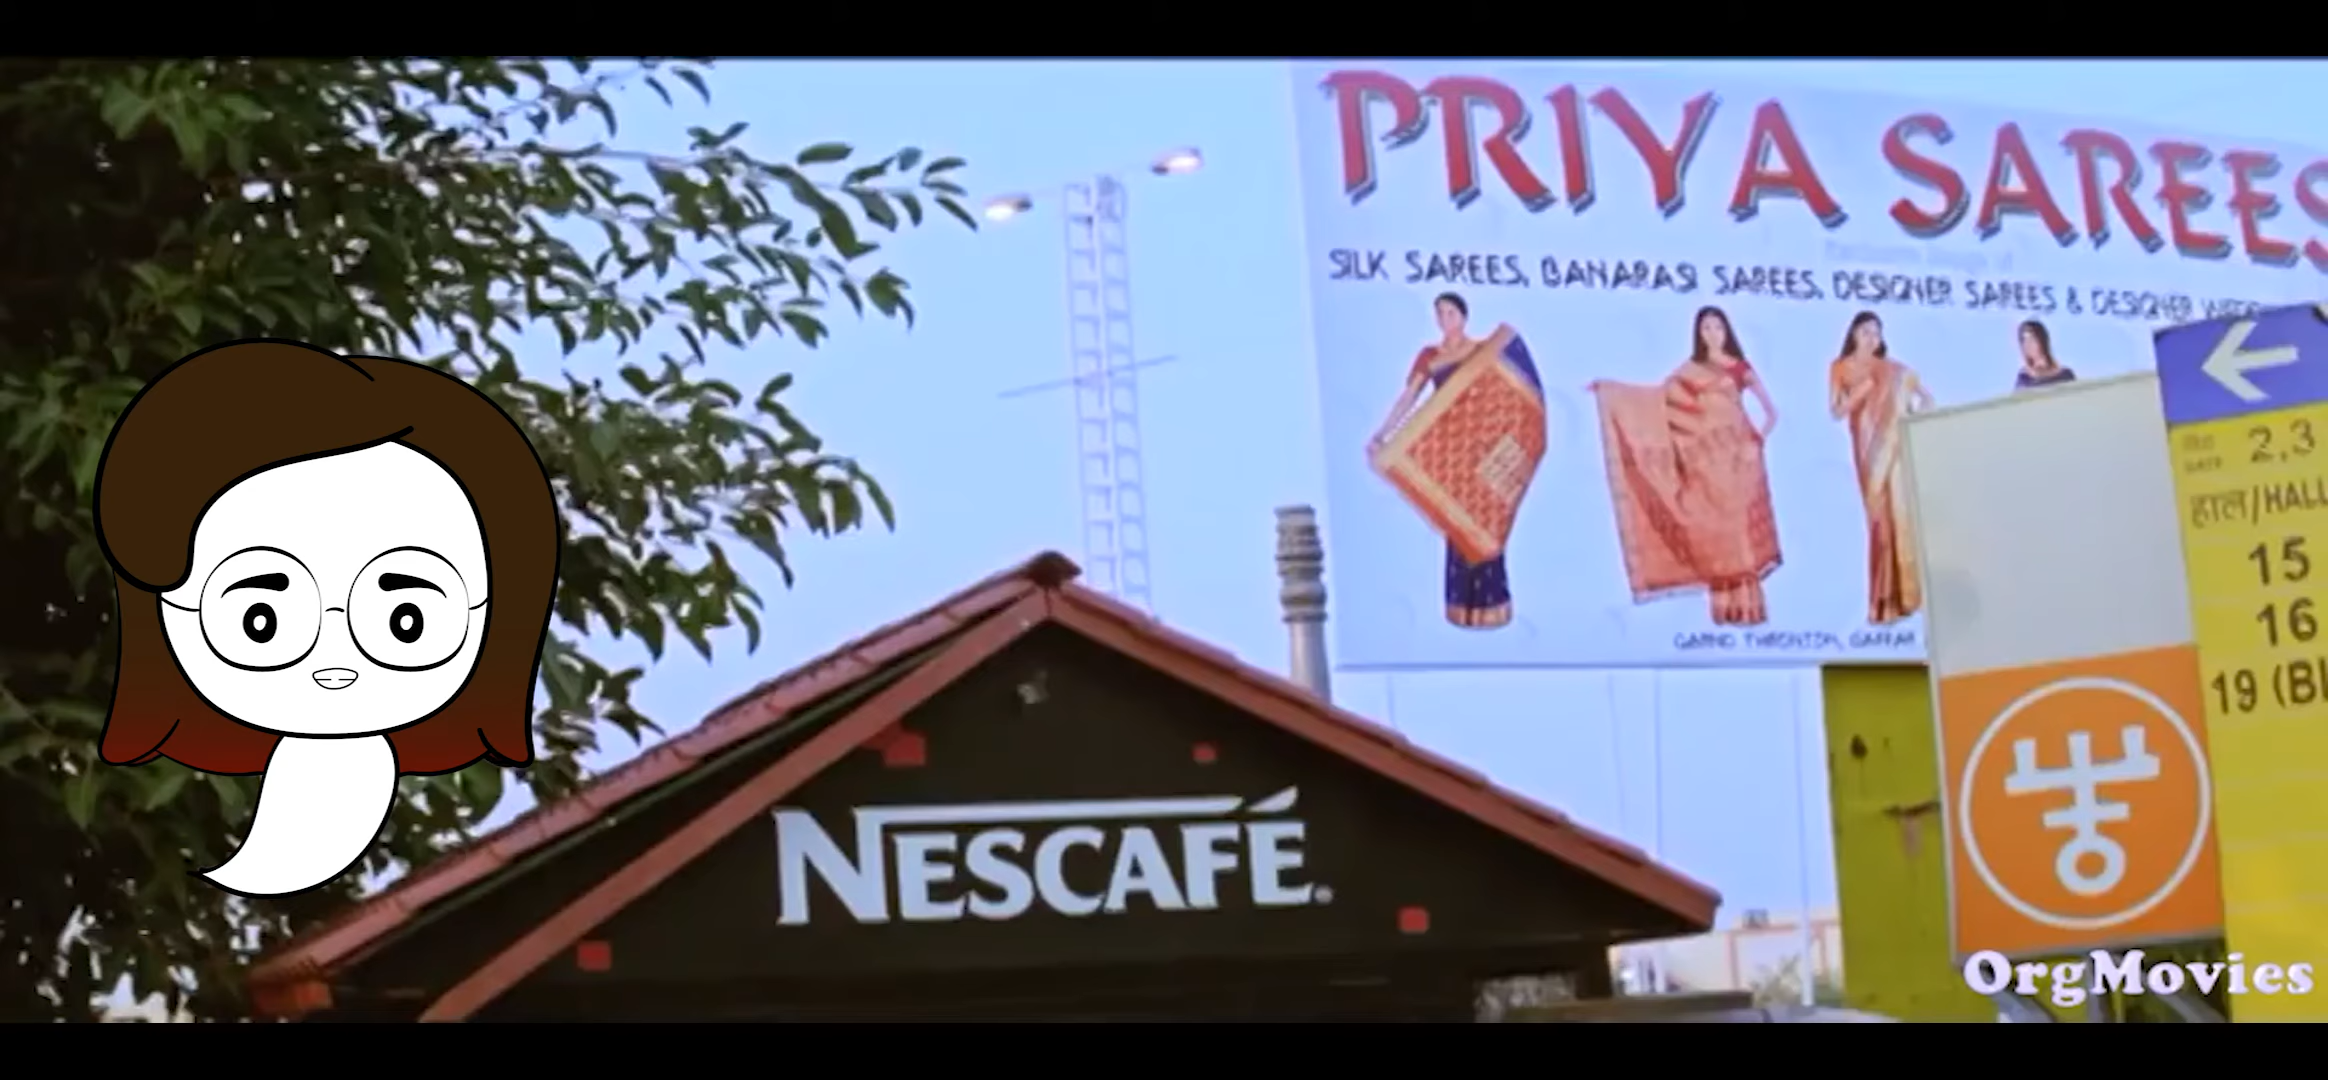 PRIYA SAREES
SILK SAREES, BANARASI SAREES, DESIGNER SAREES & DESIGNER
2,3
हाल/HALL
15
16
19
NESCAFÉ
OrgMovies